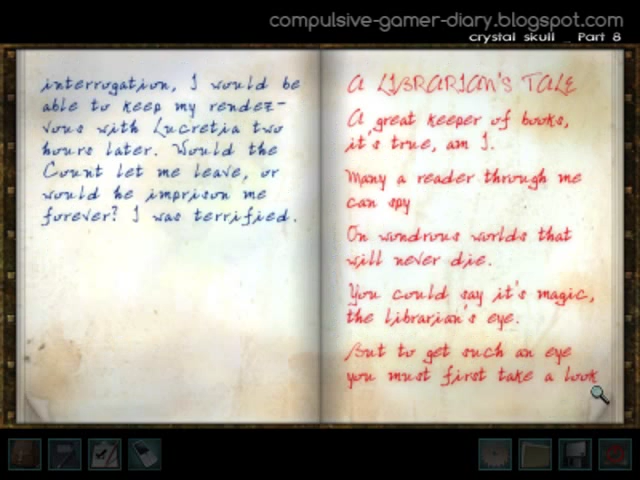 compulsive-gamer-diary.blogspot.com
crystal skull _ Part 8
interrogation, I would be
able to keep my rendez-
vous with Lucretia two
hours later. Would the
Count let me leave, or
would he imprison me
forever? I was terrified.
A LIBRARIAN'S TALE
A great keeper of books,
it's true, am I.
Many a reader through me
can spy
On wondrous worlds that
will never die.
You could say it's magic,
the librarian's eye.
But to get such an eye
you must first take a look